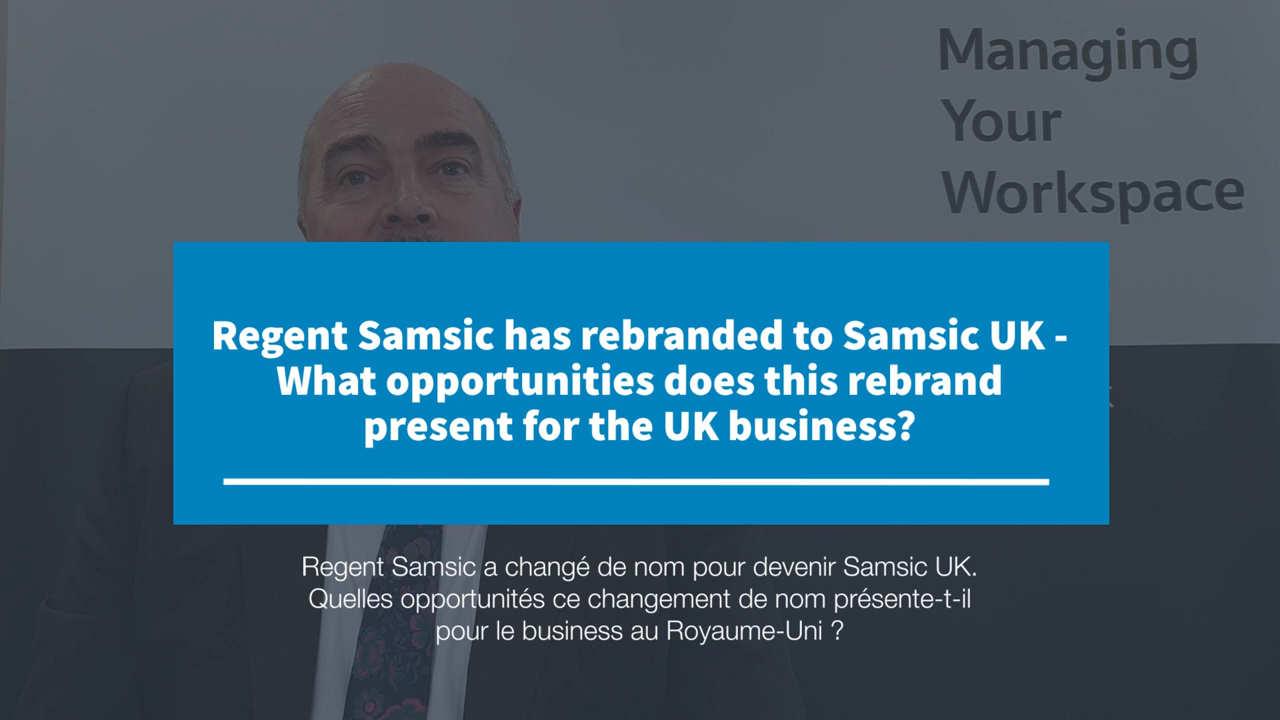 Managing
Your
Workspace
Regent Samsic has rebranded to Samsic UK -
What opportunities does this rebrand
present for the UK business?
Regent Samsic a changé de nom pour devenir Samsic UK.
Quelles opportunités ce changement de nom présente-t-il
pour le business au Royaume-Uni ?